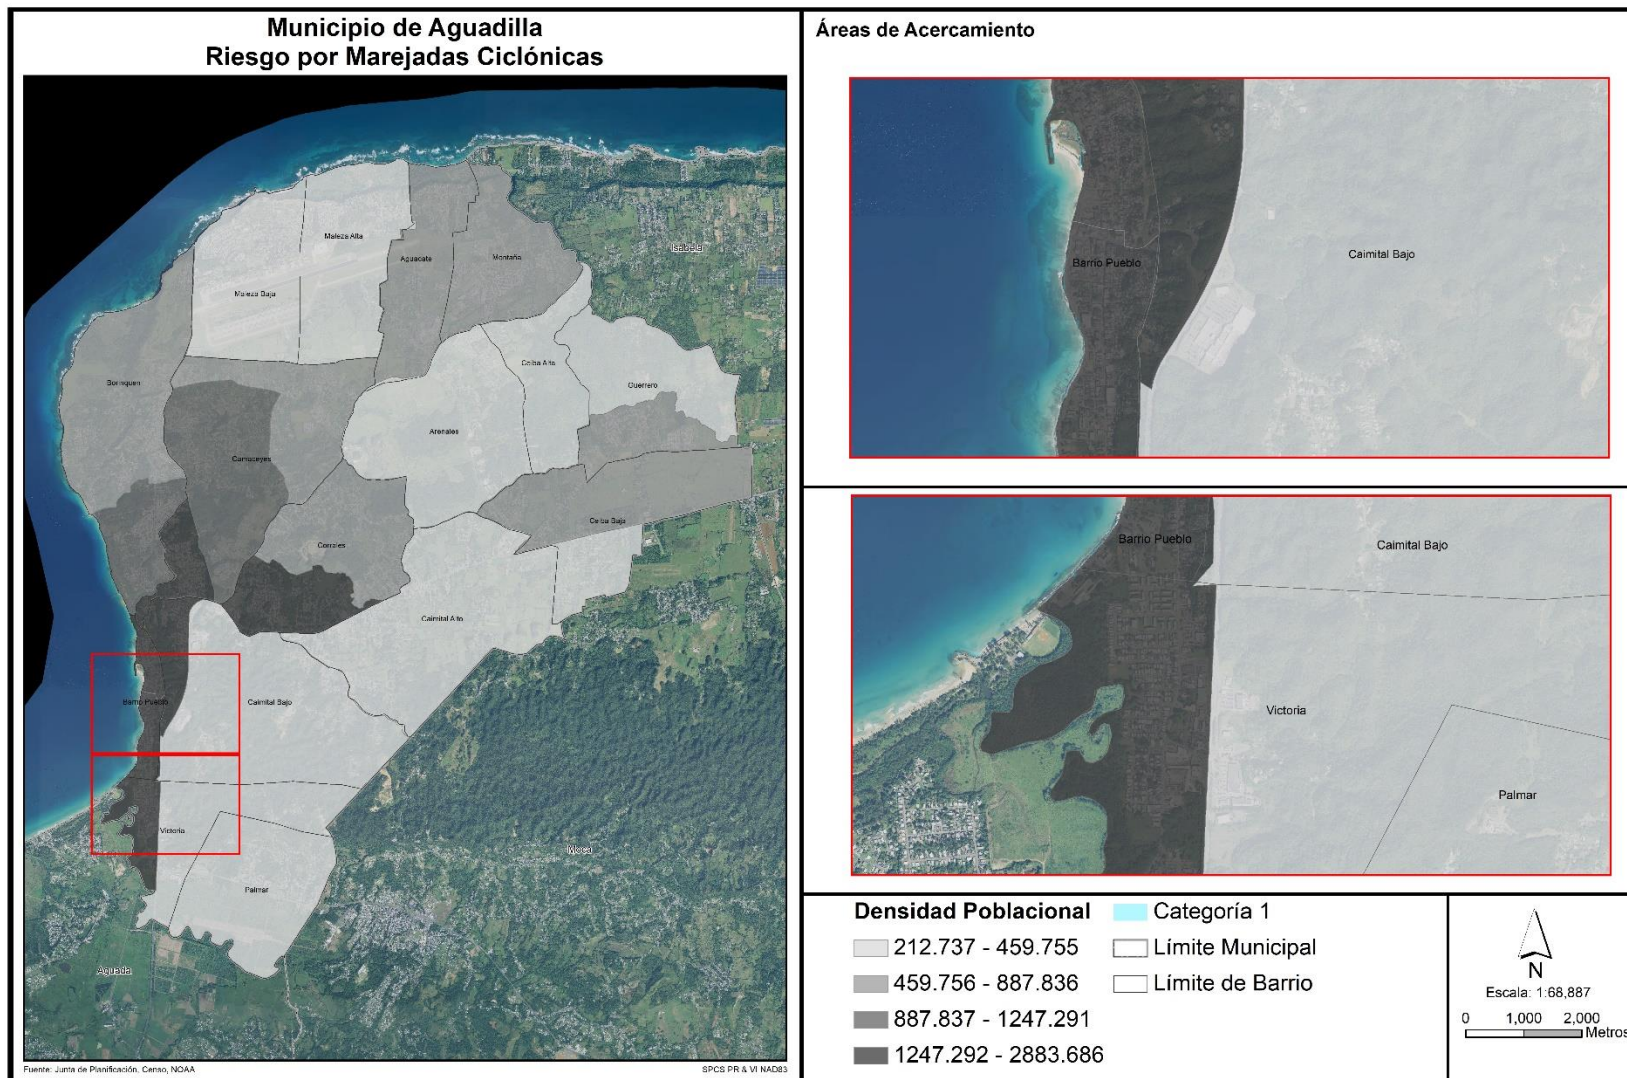 Municipio de Aguadilla
Riesgo por Marejadas Ciclónicas
Isabela
Maleza Alta
Aguacate
Montaña
Maleza Baja
Ceiba Alta
Borinquen
Guerrero
Arenales
Camaceyes
Ceiba Baja
Corrales
Caimital Alto
Barrio Pueblo
Caimital Bajo
Victoria
Moca
Palmar
Aguada
Fuente: Junta de Planificación, Censo, NOAA
SPCS PR & VI NAD83
Áreas de Acercamiento
Barrio Pueblo
Caimital Bajo
Barrio Pueblo
Caimital Bajo
Victoria
Palmar
Densidad Poblacional
212.737 - 459.755
459.756 - 887.836
887.837 - 1247.291
1247.292 - 2883.686
Categoría 1
Límite Municipal
Límite de Barrio
N
Escala: 1:68,887
0 1,000 2,000
Metros